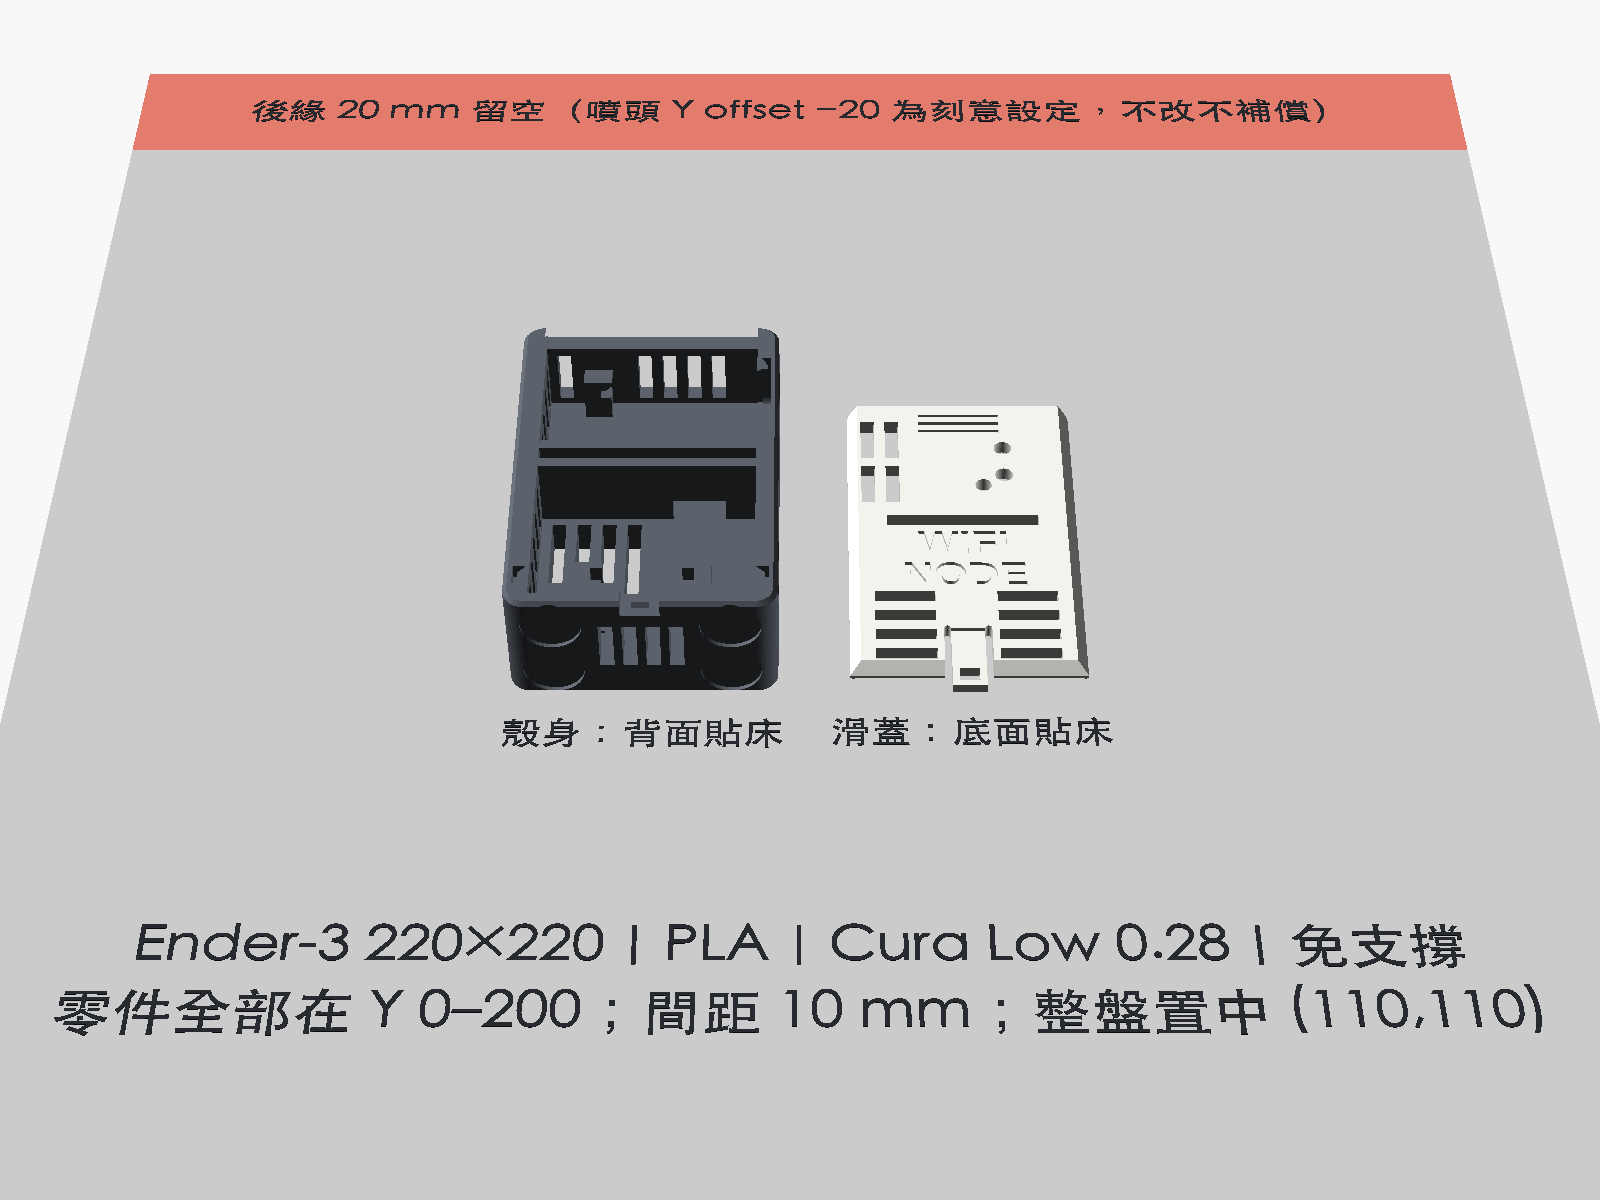 後緣 20 mm 留空（噴頭 Y offset −20 為刻意設定，不改不補償）
WIFI
NODE
殼身：背面貼床
滑蓋：底面貼床
Ender-3 220×220 | PLA | Cura Low 0.28 | 免支撐
零件全部在 Y 0–200；間距 10 mm；整盤置中 (110,110)